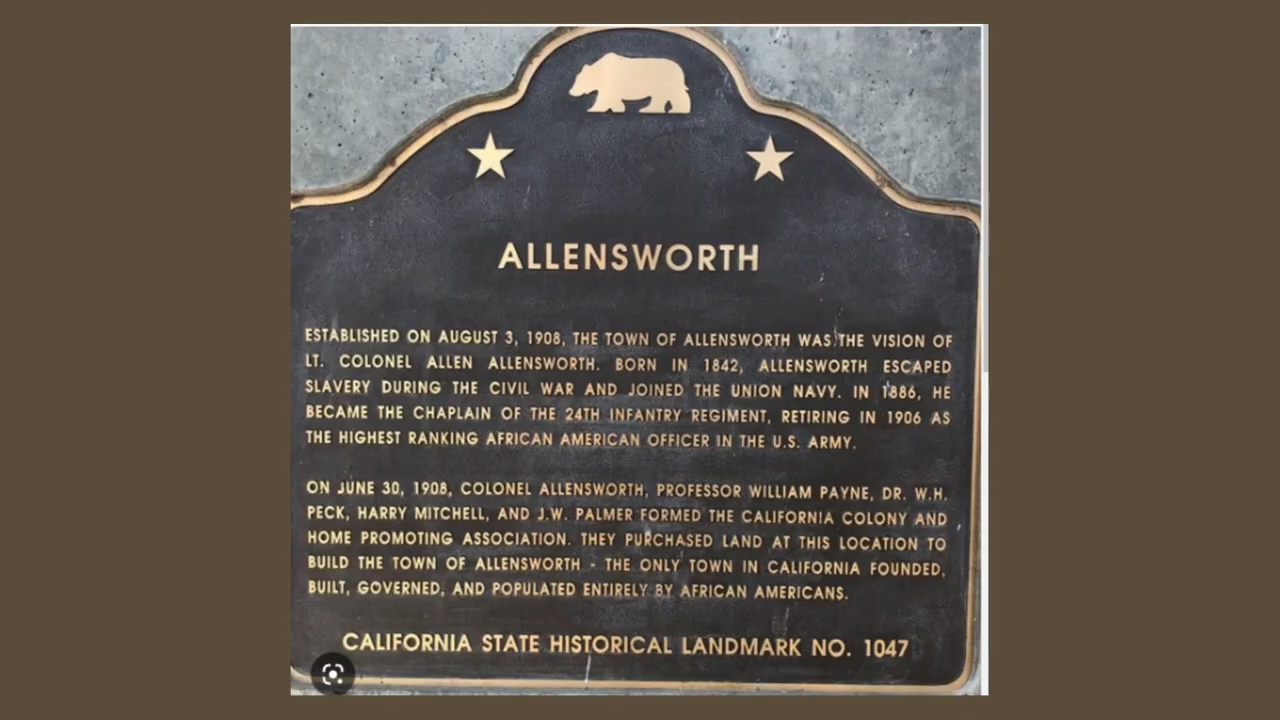 ALLENSWORTH
ESTABLISHED ON AUGUST 3, 1908, THE TOWN OF ALLENSWORTH WAS THE VISION OF
LT. COLONEL ALLEN ALLENSWORTH. BORN IN 1842, ALLENSWORTH ESCAPED
SLAVERY DURING THE CIVIL WAR AND JOINED THE UNION NAVY. IN 1886, HE
BECAME THE CHAPLAIN OF THE 24TH INFANTRY REGIMENT, RETIRING IN 1906 AS
THE HIGHEST RANKING AFRICAN AMERICAN OFFICER IN THE U.S. ARMY.
ON JUNE 30, 1908, COLONEL ALLENSWORTH, PROFESSOR WILLIAM PAYNE, DR. W.H.
PECK, HARRY MITCHELL, AND J.W. PALMER FORMED THE CALIFORNIA COLONY AND
HOME PROMOTING ASSOCIATION. THEY PURCHASED LAND AT THIS LOCATION TO
BUILD THE TOWN OF ALLENSWORTH - THE ONLY TOWN IN CALIFORNIA FOUNDED,
BUILT, GOVERNED, AND POPULATED ENTIRELY BY AFRICAN AMERICANS.
CALIFORNIA STATE HISTORICAL LANDMARK NO. 1047